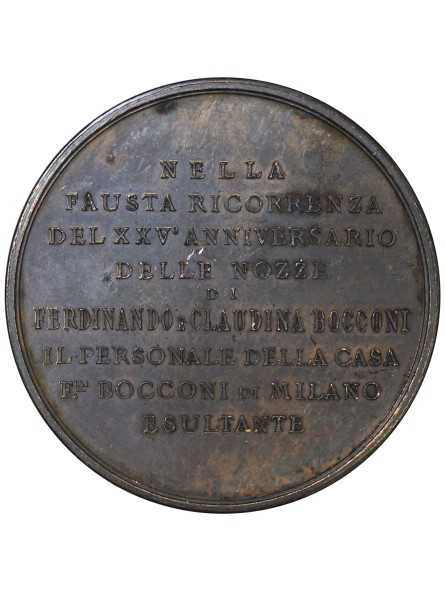 NELLA
FAUSTA RICORRENZA
DEL XXV° ANNIVERSARIO
DELLE NOZZE
DI
FERDINANDO E CLAUDINA BOCCONI
IL PERSONALE DELLA CASA
F.LLI BOCCONI DI MILANO
ESULTANTE